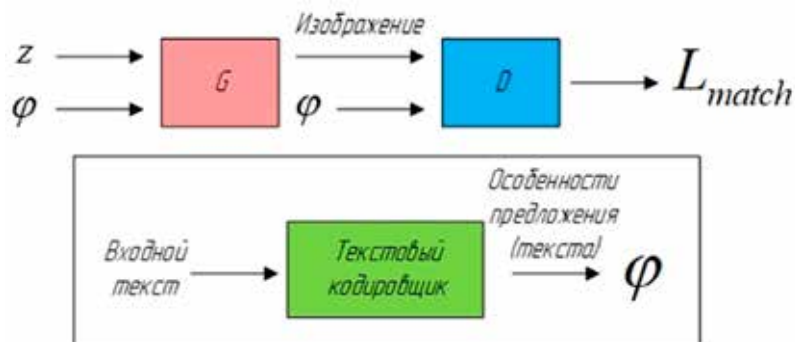 Изображение
z
G
D
L_match
φ
φ
Особенности
предложения
(текста)
Входной
текст
Текстовый
кодировщик
φ